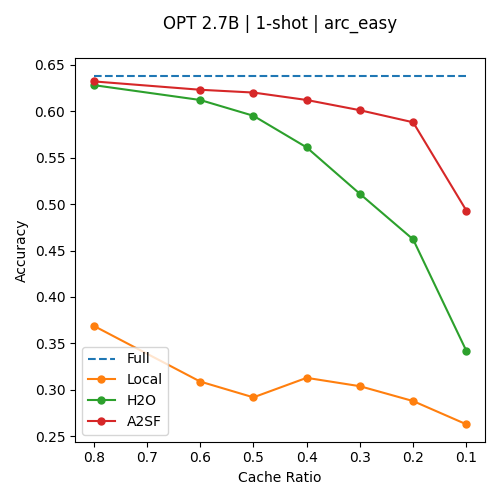 OPT 2.7B | 1-shot | arc_easy
0.65
0.60
0.55
0.50
0.45
0.40
0.35
0.30
0.25
Accuracy
Full
Local
H2O
A2SF
0.8 0.7 0.6 0.5 0.4 0.3 0.2 0.1
Cache Ratio